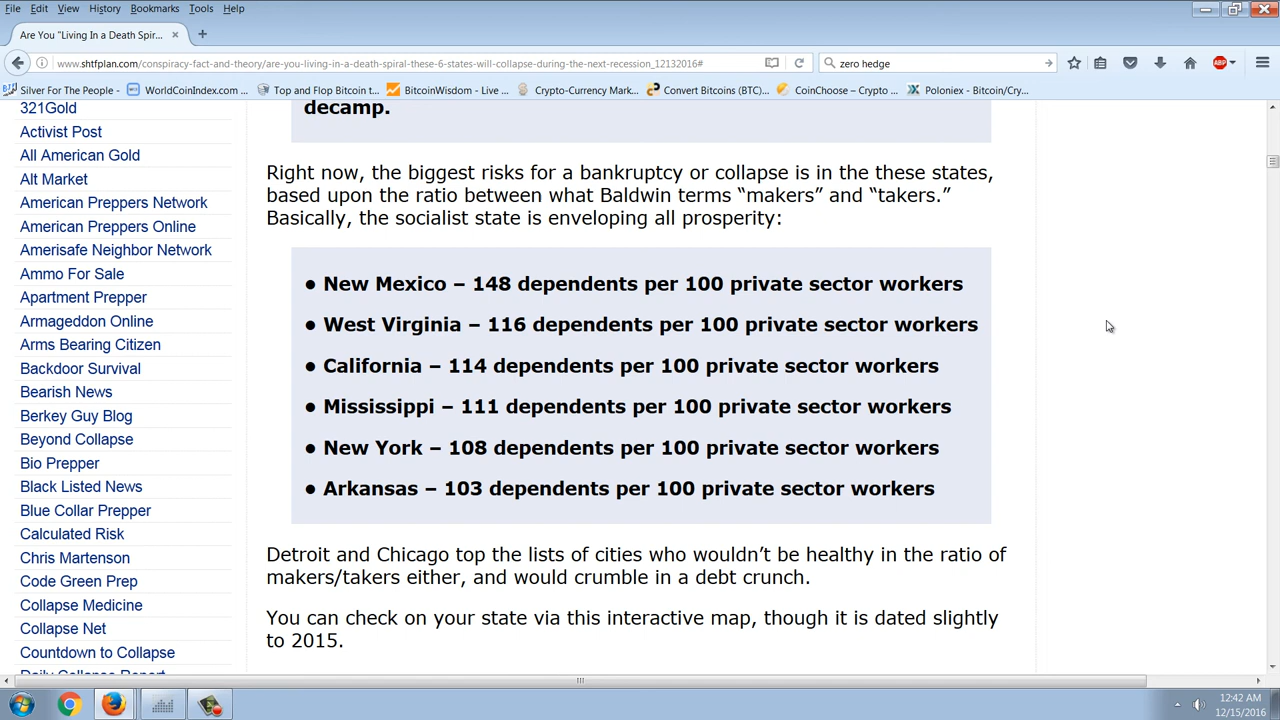 File Edit View History Bookmarks Tools Help
Are You "Living In a Death Spir...
www.shtfplan.com/conspiracy-fact-and-theory/are-you-living-in-a-death-spiral-these-6-states-will-collapse-during-the-next-recession_12132016#
zero hedge
ABP
Silver For The People - ...
WorldCoinIndex.com ...
Top and Flop Bitcoin t...
BitcoinWisdom - Live ...
Crypto-Currency Mark...
Convert Bitcoins (BTC)...
CoinChoose – Crypto ...
Poloniex - Bitcoin/Cry...
321Gold
Activist Post
All American Gold
Alt Market
American Preppers Network
American Preppers Online
Amerisafe Neighbor Network
Ammo For Sale
Apartment Prepper
Armageddon Online
Arms Bearing Citizen
Backdoor Survival
Bearish News
Berkey Guy Blog
Beyond Collapse
Bio Prepper
Black Listed News
Blue Collar Prepper
Calculated Risk
Chris Martenson
Code Green Prep
Collapse Medicine
Collapse Net
Countdown to Collapse
Daily Collapse Report
decamp.
Right now, the biggest risks for a bankruptcy or collapse is in the these states,
based upon the ratio between what Baldwin terms “makers” and “takers.”
Basically, the socialist state is enveloping all prosperity:
● New Mexico – 148 dependents per 100 private sector workers
● West Virginia – 116 dependents per 100 private sector workers
● California – 114 dependents per 100 private sector workers
● Mississippi – 111 dependents per 100 private sector workers
● New York – 108 dependents per 100 private sector workers
● Arkansas – 103 dependents per 100 private sector workers
Detroit and Chicago top the lists of cities who wouldn’t be healthy in the ratio of
makers/takers either, and would crumble in a debt crunch.
You can check on your state via this interactive map, though it is dated slightly
to 2015.
12:42 AM
12/15/2016